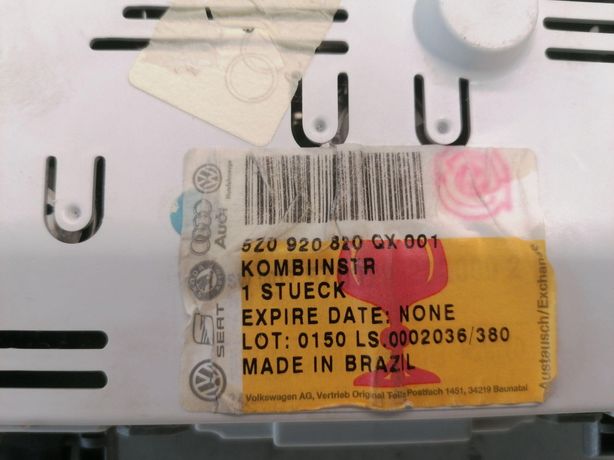 5Z0 920 820 QX 001
KOMBIINSTR
1 STUECK
EXPIRE DATE: NONE
LOT: 0150 LS.0002036/380
MADE IN BRAZIL
Volkswagen AG, Vertrieb Original Teile Postfach 1451, 34219 Baunatal
Austausch/Exchange
Audi
SEAT